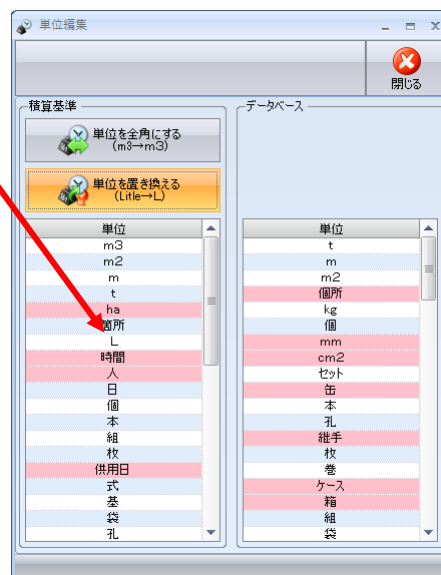 単位編集
閉じる
積算基準
単位を全角にする
(m3→m3)
単位を置き換える
(Litle→L)
単位
m3
m2
m
t
ha
箇所
L
時間
人
日
個
本
組
枚
供用日
式
基
袋
孔
データベース
単位
t
m
m2
個所
kg
個
mm
cm2
セット
缶
本
孔
継手
枚
巻
ケース
箱
組
袋